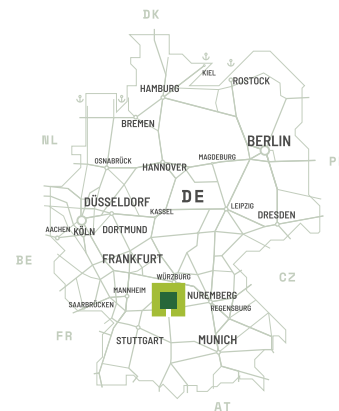 DK
KIEL
ROSTOCK
HAMBURG
BREMEN
NL
BERLIN
OSNABRÜCK
HANNOVER
MAGDEBURG
P
DE
DÜSSELDORF
KASSEL
LEIPZIG
DRESDEN
AACHEN
KÖLN
DORTMUND
BE
FRANKFURT
WÜRZBURG
CZ
MANNHEIM
NUREMBERG
SAARBRÜCKEN
REGENSBURG
FR
STUTTGART
MUNICH
AT